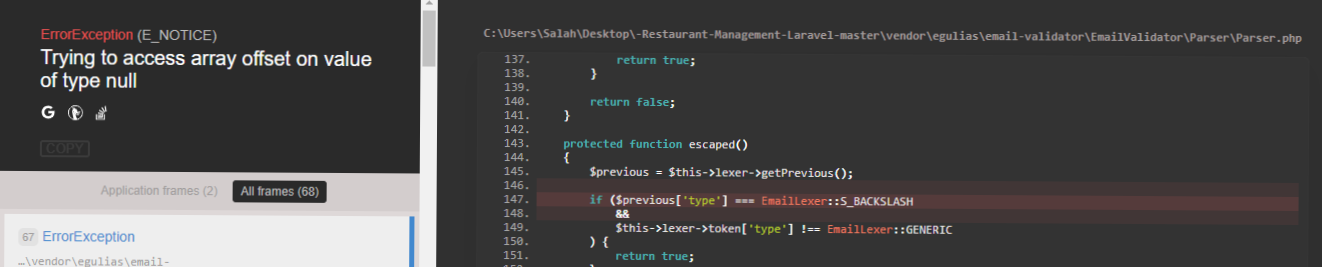 ErrorException (E_NOTICE)
Trying to access array offset on value
of type null
COPY
Application frames (2) All frames (68)
67 ErrorException
…\vendor\egulias\email-
C:\Users\Salah\Desktop\-Restaurant-Management-Laravel-master\vendor\egulias\email-validator\EmailValidator\Parser\Parser.php
137. return true;
138. }
139.
140. return false;
141. }
142.
143. protected function escaped()
144. {
145. $previous = $this->lexer->getPrevious();
146.
147. if ($previous['type'] === EmailLexer::S_BACKSLASH
148. &&
149. $this->lexer->token['type'] !== EmailLexer::GENERIC
150. ) {
151. return true;